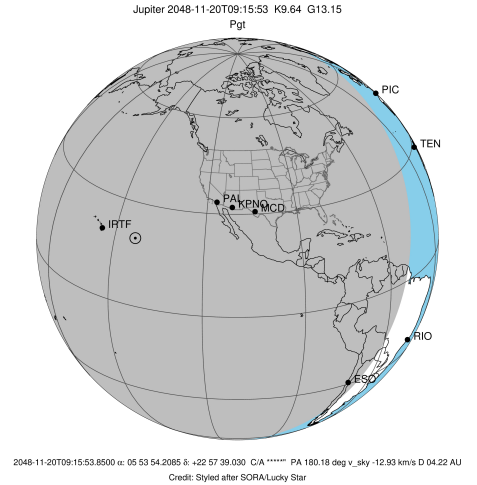 Jupiter 2048-11-20T09:15:53 K9.64 G13.15
Pgt
PIC
TEN
PAL
KPNO
MCD
IRTF
RIO
ESO
2048-11-20T09:15:53.8500 α: 05 53 54.2085 δ: +22 57 39.030 C/A *****" PA 180.18 deg v_sky -12.93 km/s D 04.22 AU
Credit: Styled after SORA/Lucky Star